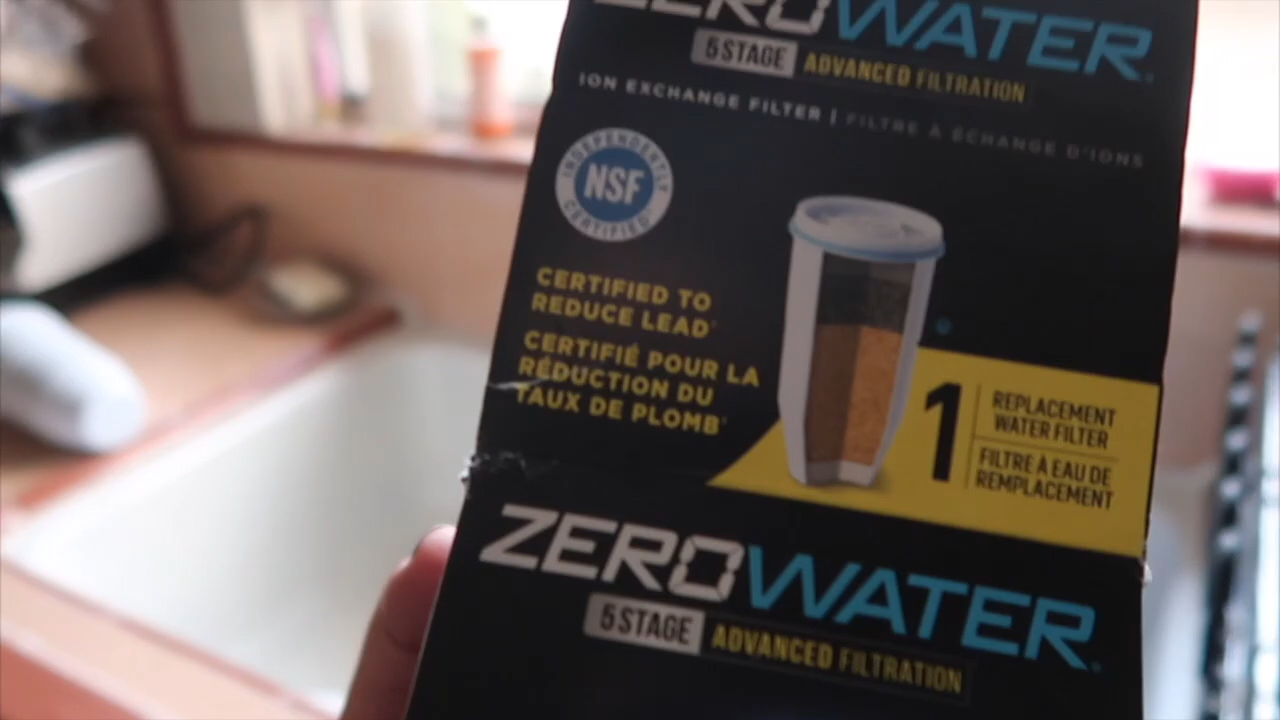 ZEROWATER
5 STAGE ADVANCED FILTRATION
ION EXCHANGE FILTER | FILTRE À ÉCHANGE D'IONS
INDEPENDENTLY
NSF
CERTIFIED
CERTIFIED TO
REDUCE LEAD
CERTIFIÉ POUR LA
RÉDUCTION DU
TAUX DE PLOMB
1
REPLACEMENT
WATER FILTER
FILTRE À EAU DE
REMPLACEMENT
ZEROWATER
5 STAGE ADVANCED FILTRATION